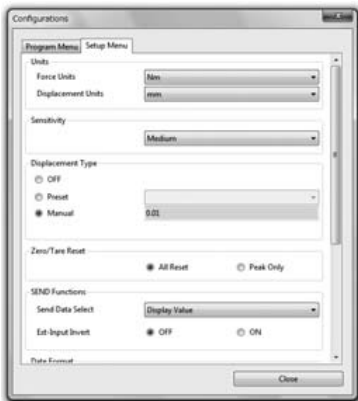 Configurations
Program Menu Setup Menu
Units
Force Units Nm
Displacement Units mm
Sensitivity
Medium
Displacement Type
OFF
Preset
Manual 0.01
Zero/Tare Reset
All Reset Peak Only
SEND Functions
Send Data Select Display Value
Ext-Input Invert OFF ON
Date Format
Close